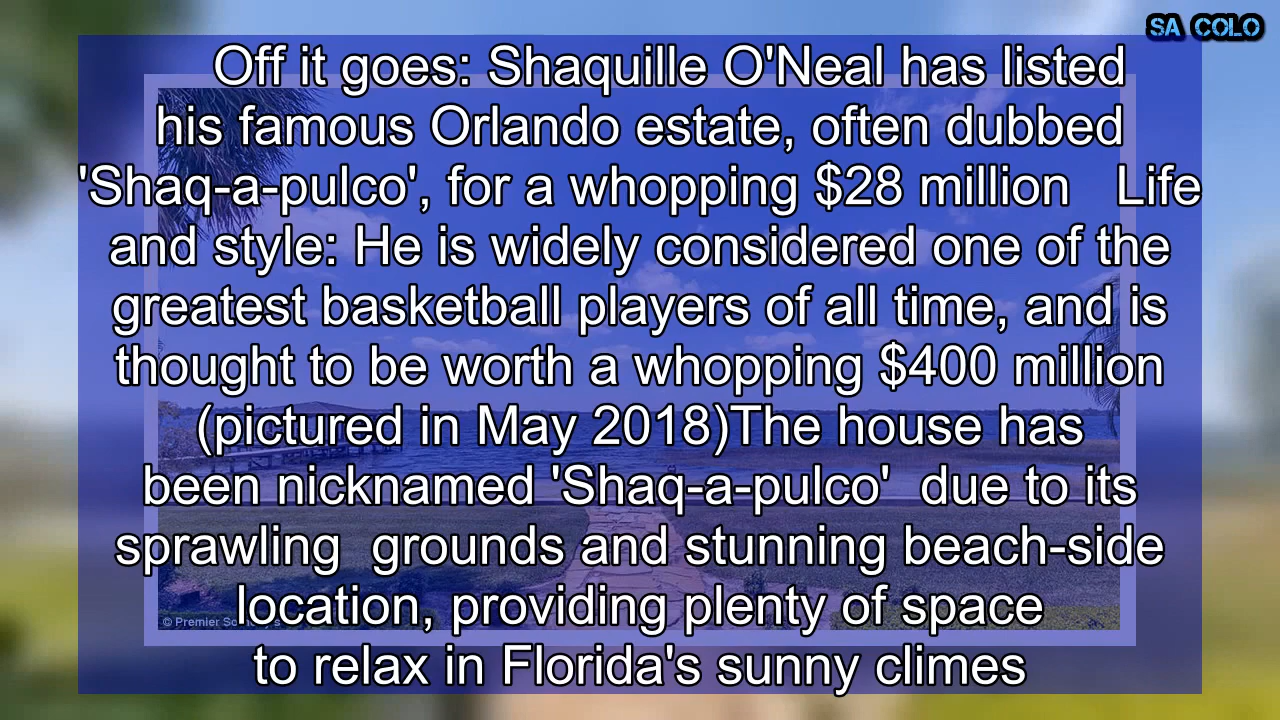 SA COLO
Off it goes: Shaquille O'Neal has listed
his famous Orlando estate, often dubbed
'Shaq-a-pulco', for a whopping $28 million   Life
and style: He is widely considered one of the
greatest basketball players of all time, and is
thought to be worth a whopping $400 million
(pictured in May 2018)The house has
been nicknamed 'Shaq-a-pulco'  due to its
sprawling  grounds and stunning beach-side
location, providing plenty of space
© Premier
to relax in Florida's sunny climes